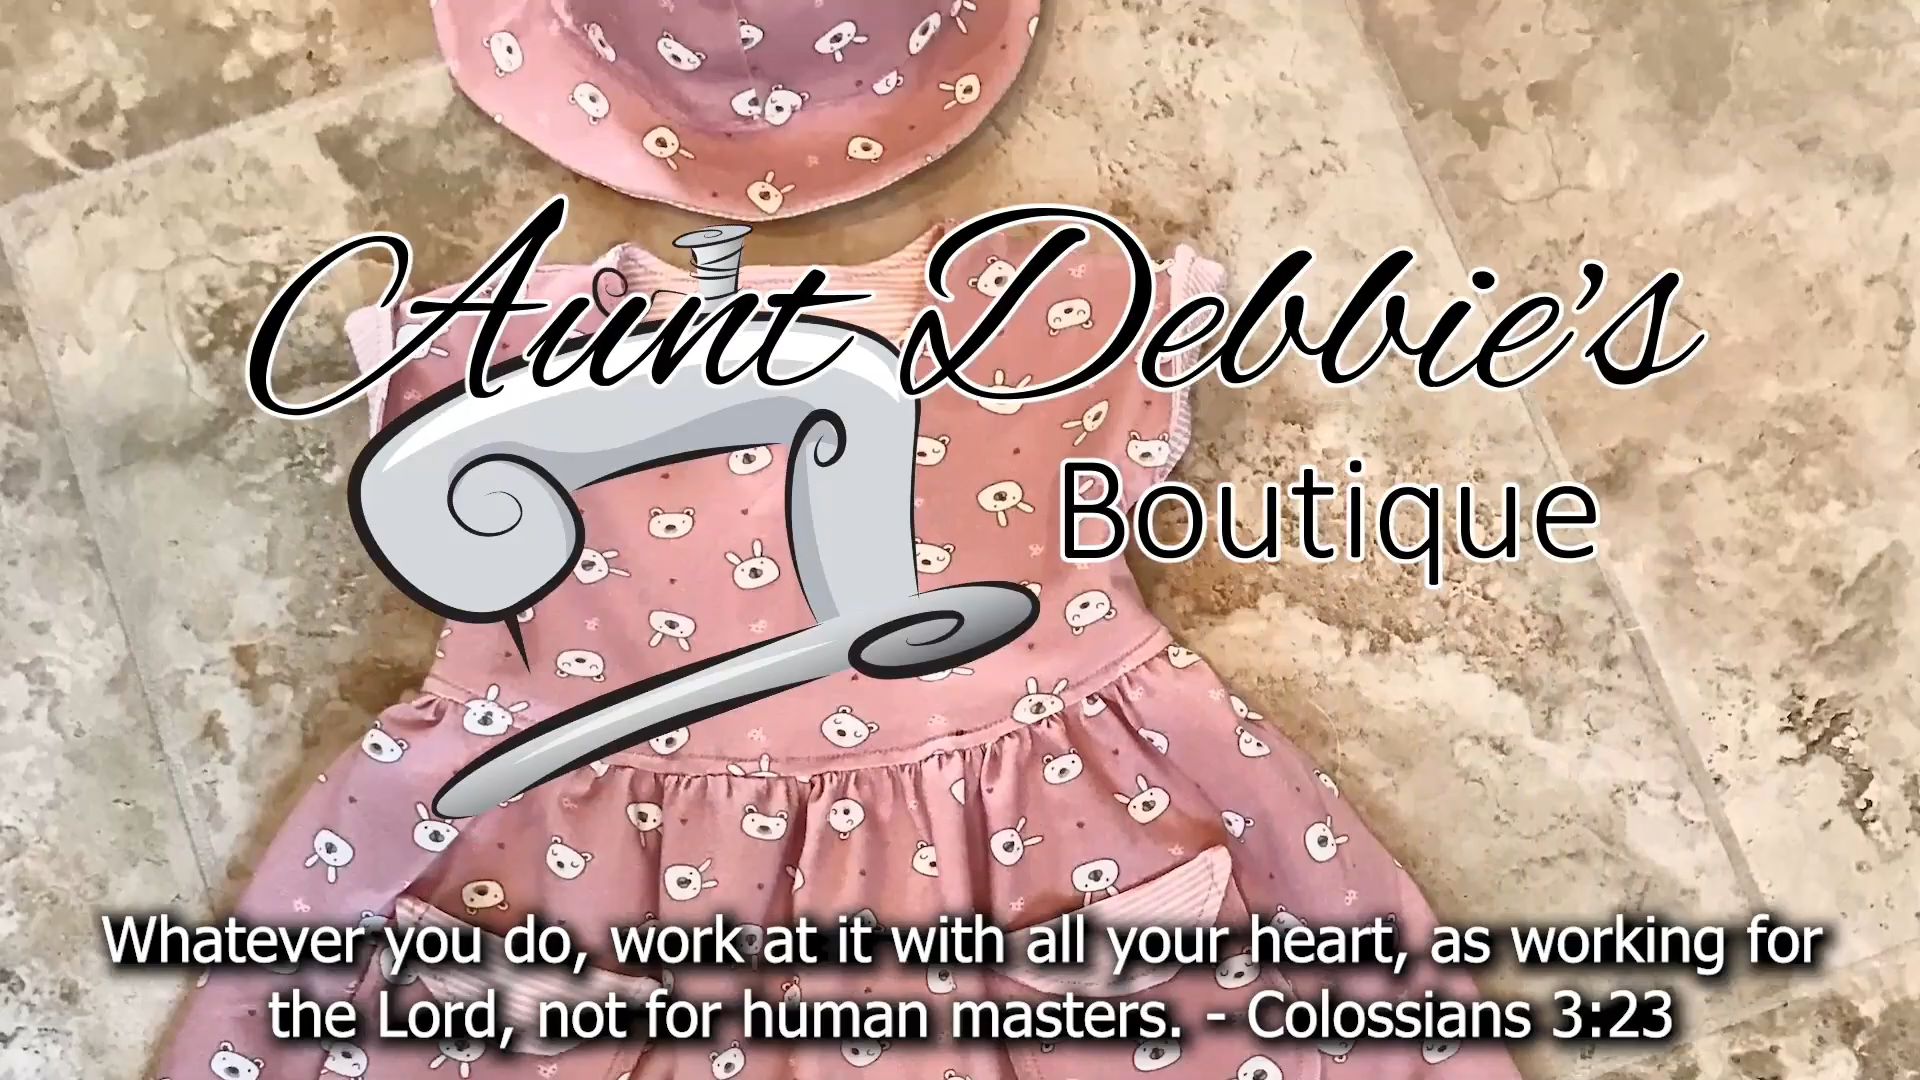 Aunt Debbie's
Boutique
Whatever you do, work at it with all your heart, as working for
the Lord, not for human masters. - Colossians 3:23